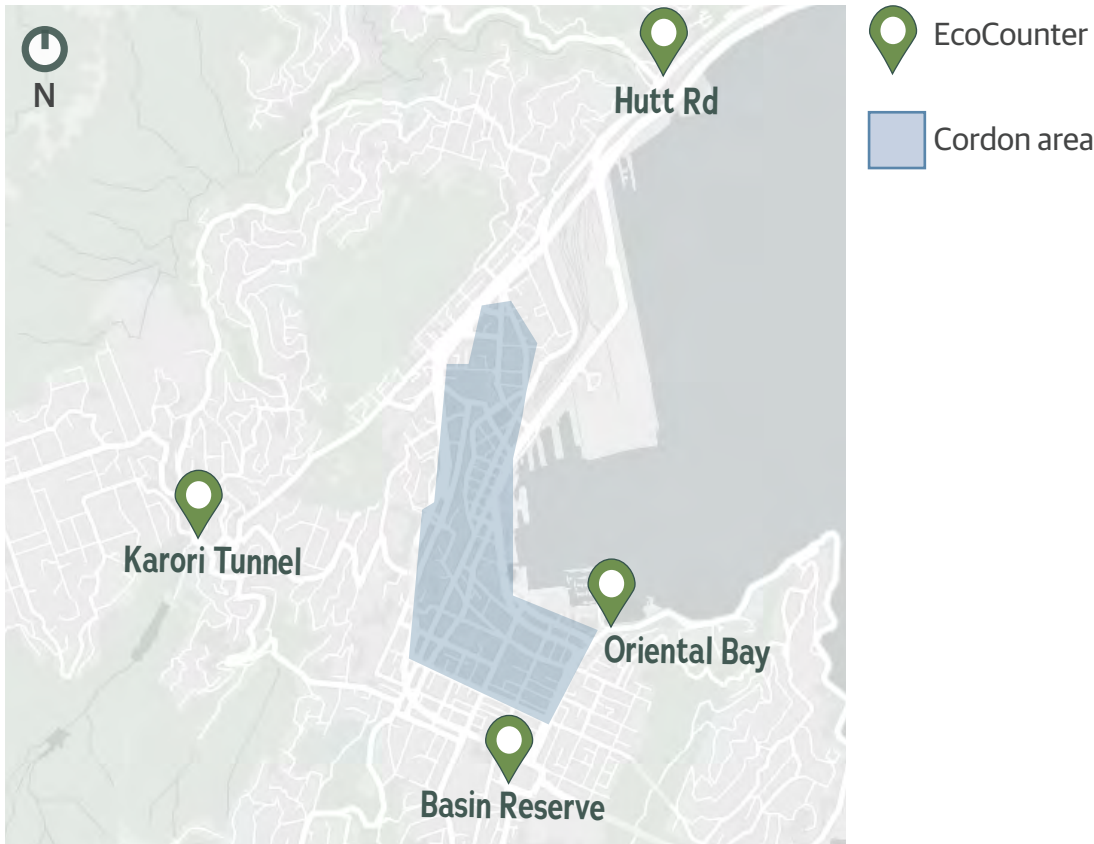 N
Hutt Rd
Karori Tunnel
Oriental Bay
Basin Reserve
EcoCounter
Cordon area